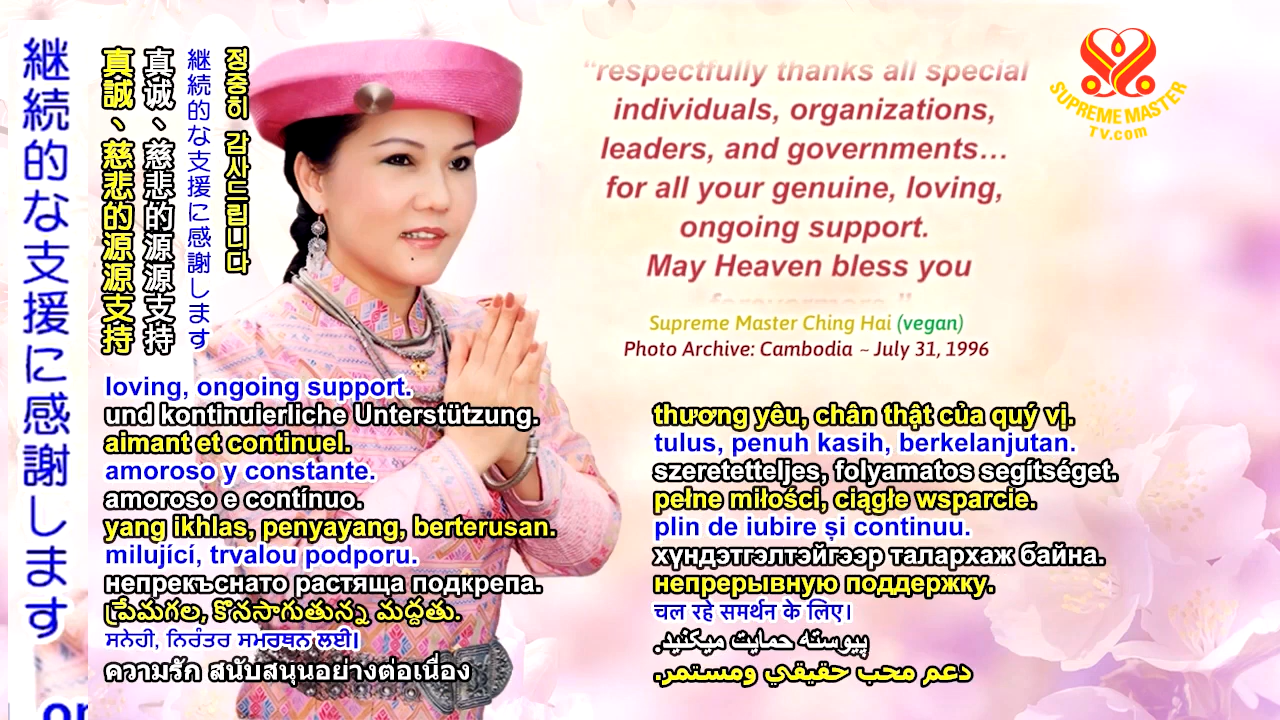 継続的な支援に感謝します
真誠、慈悲的源源支持
真诚、慈悲的源源支持
継続的な支援に感謝します
정중히 감사드립니다
"respectfully thanks all special
individuals, organizations,
leaders, and governments…
for all your genuine, loving,
ongoing support.
May Heaven bless you
forevermore."
Supreme Master Ching Hai (vegan)
Photo Archive: Cambodia ~ July 31, 1996
SUPREME MASTER
TV.com
loving, ongoing support.
und kontinuierliche Unterstützung.
aimant et continuel.
amoroso y constante.
amoroso e contínuo.
yang ikhlas, penyayang, berterusan.
milující, trvalou podporu.
непрекъснато растяща подкрепа.
ప్రేమగల, కొనసాగుతున్న మద్దతు.
ਸਨੇਹੀ, ਨਿਰੰਤਰ ਸਮਰਥਨ ਲਈ।
ความรัก สนับสนุนอย่างต่อเนื่อง
thương yêu, chân thật của quý vị.
tulus, penuh kasih, berkelanjutan.
szeretetteljes, folyamatos segítséget.
pełne miłości, ciągłe wsparcie.
plin de iubire și continuu.
хүндэтгэлтэйгээр талархаж байна.
непрерывную поддержку.
चल रहे समर्थन के लिए।
پیوسته حمایت میکنید.
دعم محب حقيقي ومستمر.
or